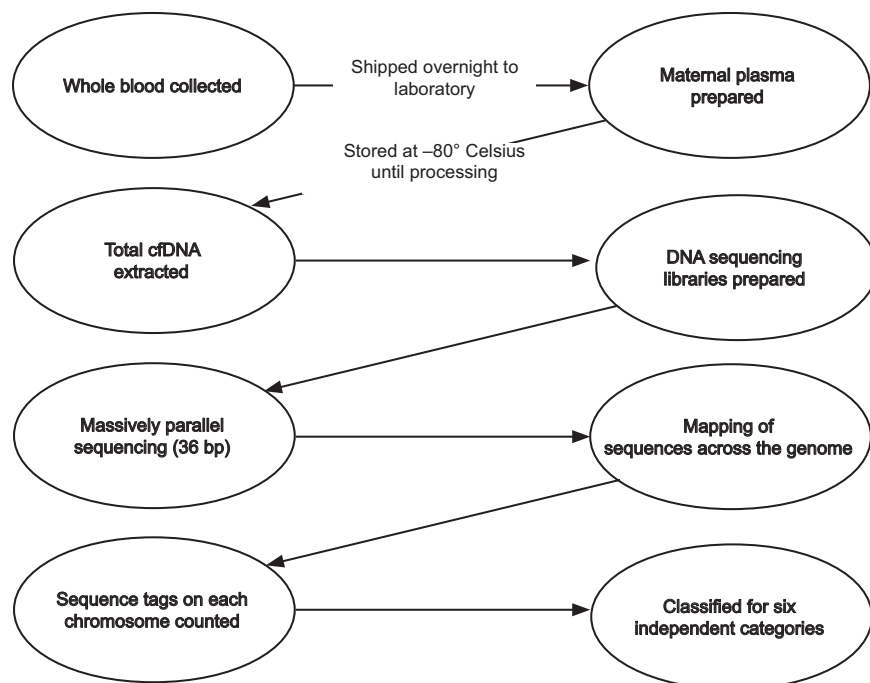 Whole blood collected
Shipped overnight to
laboratory
Maternal plasma
prepared
Stored at –80° Celsius
until processing
Total cfDNA
extracted
DNA sequencing
libraries prepared
Massively parallel
sequencing (36 bp)
Mapping of
sequences across the genome
Sequence tags on each
chromosome counted
Classified for six
independent categories